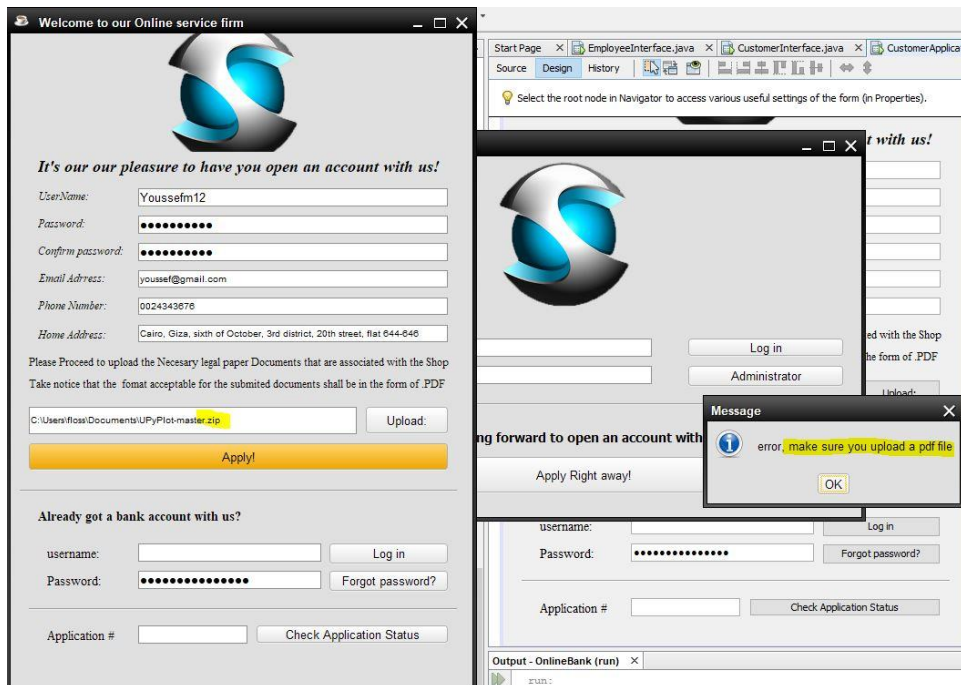 Welcome to our Online service firm
It's our our pleasure to have you open an account with us!
UserName:
Youssefm12
Password:
●●●●●●●●●●
Confirm password:
●●●●●●●●●●
Email Adrress:
youssef@gmail.com
Phone Number:
0024343676
Home Address:
Cairo, Giza, sixth of October, 3rd district, 20th street, flat 644-646
Please Proceed to upload the Necesary legal paper Documents that are associated with the Shop
Take notice that the fomat acceptable for the submited documents shall be in the form of .PDF
C:\Users\floss\Documents\UPyPlot-master.zip
Upload:
Apply!
Already got a bank account with us?
username:
Log in
Password:
●●●●●●●●●●●●●●●
Forgot password?
Application #
Check Application Status
Start Page
EmployeeInterface.java
CustomerInterface.java
CustomerApplica
Source
Design
History
Select the root node in Navigator to access various useful settings of the form (in Properties).
t with us!
ed with the Shop
he form of .PDF
Upload:
Log in
Administrator
ng forward to open an account with
Apply Right away!
Message
error, make sure you upload a pdf file
OK
username:
Log in
Password:
●●●●●●●●●●●●●●●
Forgot password?
Application #
Check Application Status
Output - OnlineBank (run)
run: